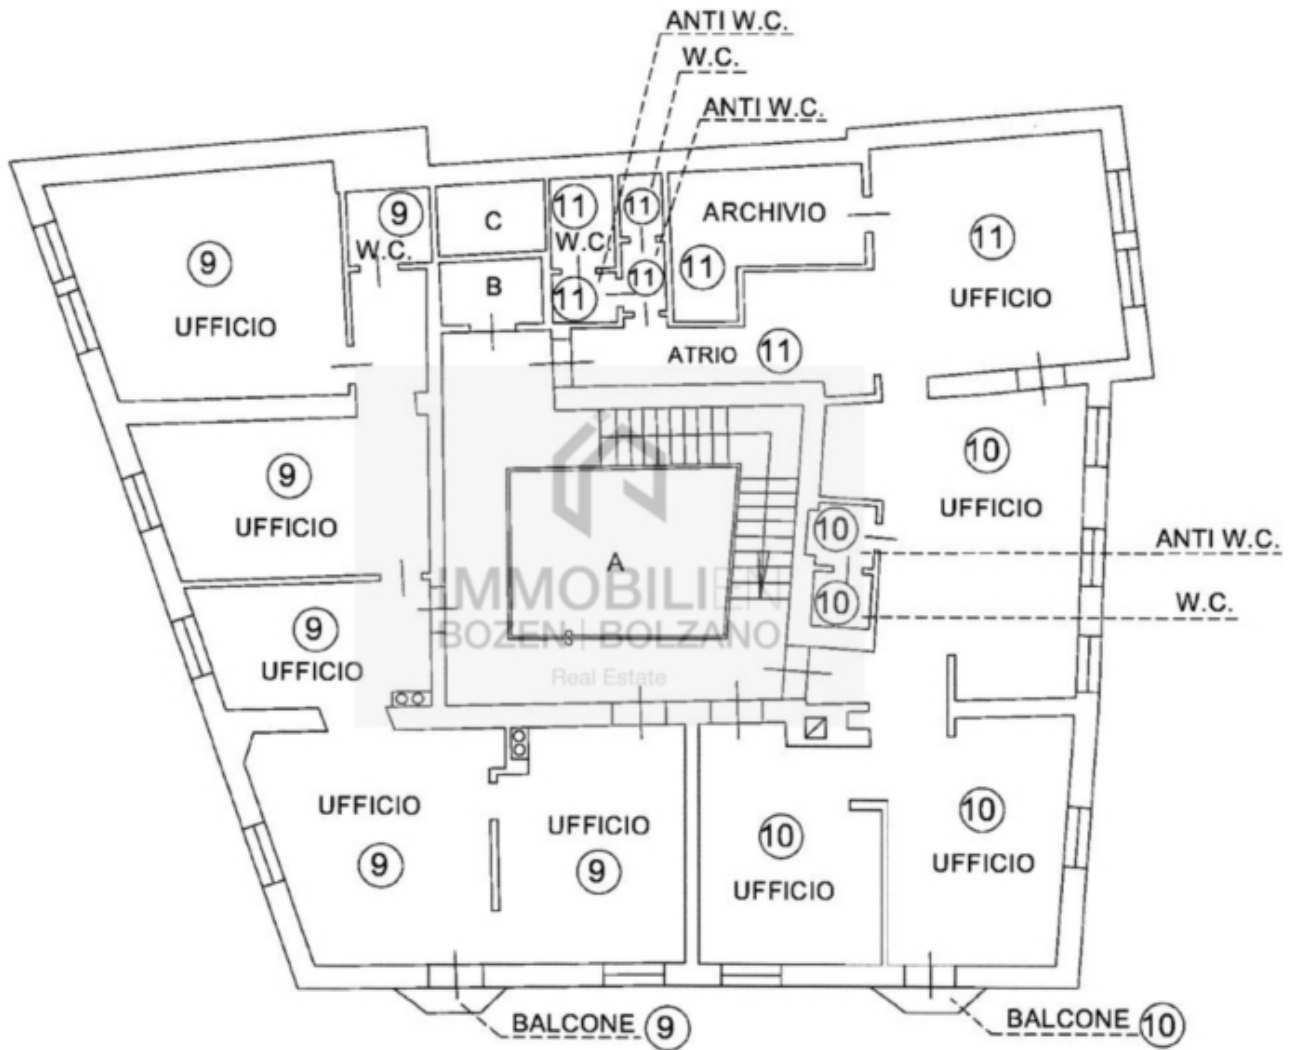 ANTI W.C.
W.C.
ANTI W.C.
9
W.C.
C
11
W.C.
11
ARCHIVIO
11
9
UFFICIO
B
11
11
11
UFFICIO
ATRIO 11
10
UFFICIO
9
UFFICIO
10
ANTI W.C.
A
10
W.C.
9
UFFICIO
IMMOBILIEN
BOZEN | BOLZANO
Real Estate
UFFICIO
9
UFFICIO
9
10
UFFICIO
10
UFFICIO
BALCONE 9
BALCONE 10